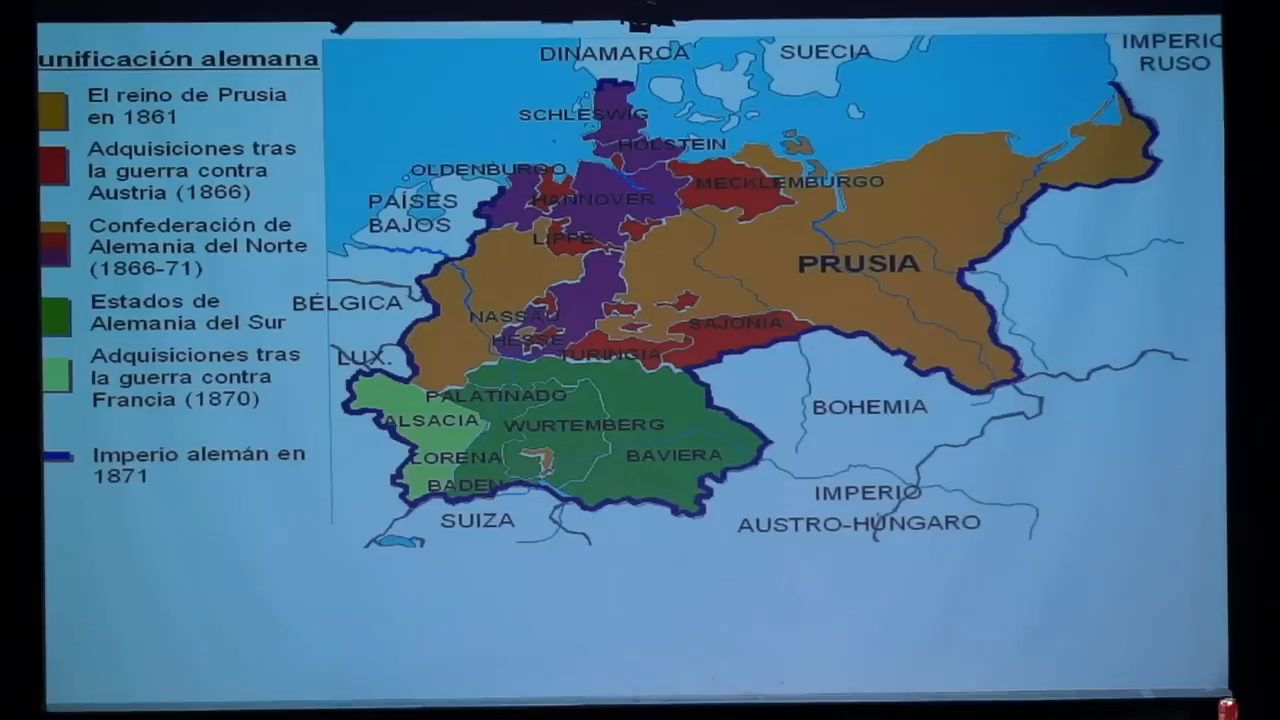 unificación alemana
El reino de Prusia
en 1861
Adquisiciones tras
la guerra contra
Austria (1866)
Confederación de
Alemania del Norte
(1866-71)
Estados de
Alemania del Sur
Adquisiciones tras
la guerra contra
Francia (1870)
Imperio alemán en
1871
DINAMARCA
SUECIA
IMPERIO
RUSO
SCHLESWIG
HOLSTEIN
OLDENBURGO
MECKLEMBURGO
PAÍSES
BAJOS
HANNOVER
LIPPE
PRUSIA
BÉLGICA
NASSAU
SAJONIA
HESSE
LUX.
TURINGIA
PALATINADO
BOHEMIA
ALSACIA
WURTEMBERG
LORENA
BAVIERA
BADEN
IMPERIO
AUSTRO-HÚNGARO
SUIZA